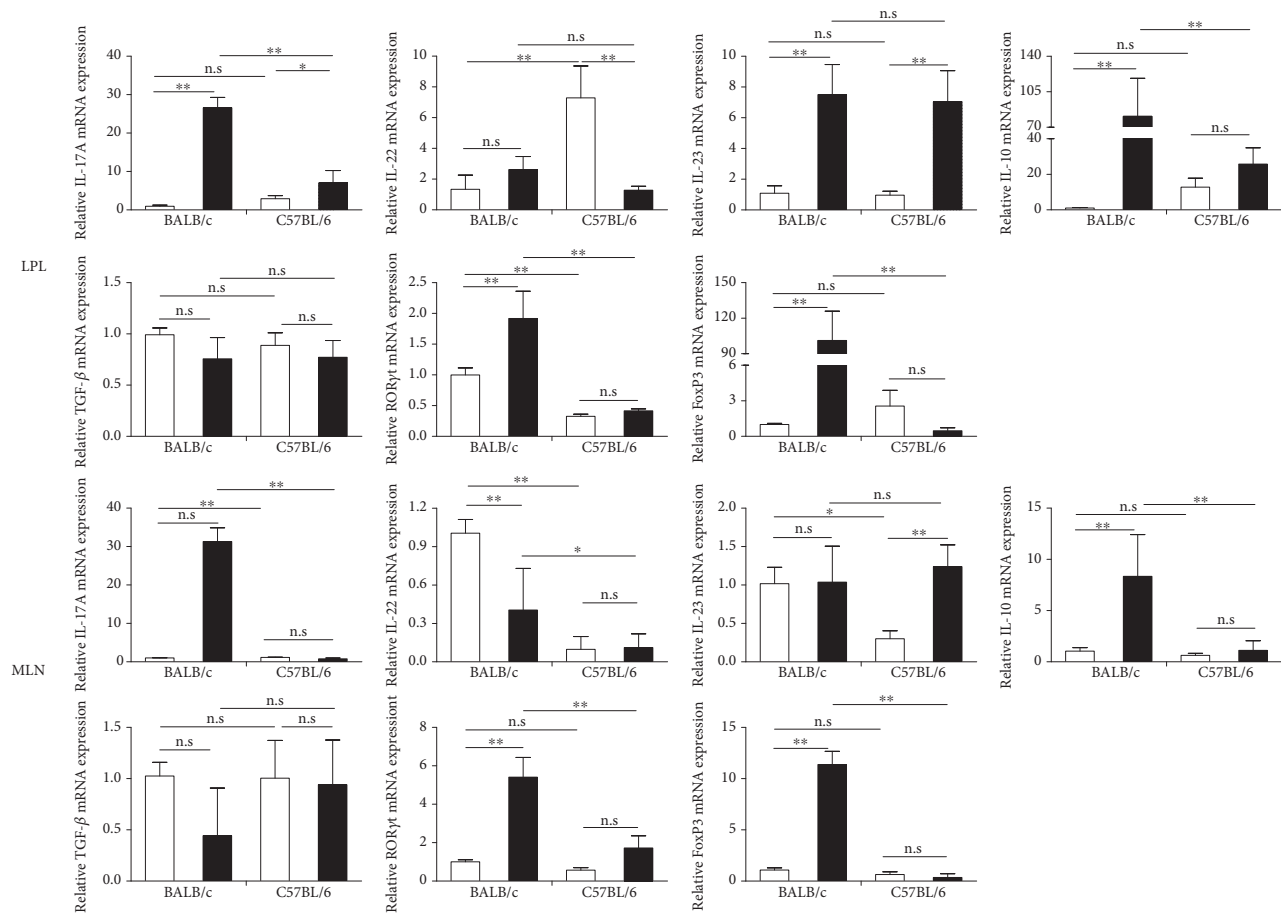 LPL
Relative IL-17A mRNA expression
40
30
20
10
0
n.s
**
**
*
BALB/c
C57BL/6
Relative IL-22 mRNA expression
10
8
6
4
2
0
n.s
**
**
n.s
BALB/c
C57BL/6
Relative IL-23 mRNA expression
10
8
6
4
2
0
n.s
n.s
**
**
BALB/c
C57BL/6
Relative IL-10 mRNA expression
140
105
70
40
20
0
**
n.s
**
n.s
BALB/c
C57BL/6
Relative TGF-β mRNA expression
1.5
1.0
0.5
0.0
n.s
n.s
n.s
n.s
BALB/c
C57BL/6
Relative RORγt mRNA expression
2.5
2.0
1.5
1.0
0.5
0.0
**
**
**
n.s
BALB/c
C57BL/6
Relative FoxP3 mRNA expression
150
120
90
6
3
0
**
n.s
**
n.s
BALB/c
C57BL/6
MLN
Relative IL-17A mRNA expression
40
30
20
10
0
**
**
n.s
n.s
BALB/c
C57BL/6
Relative IL-22 mRNA expression
1.2
0.9
0.6
0.3
0.0
**
**
*
n.s
BALB/c
C57BL/6
Relative IL-23 mRNA expression
2.0
1.5
1.0
0.5
0.0
n.s
*
n.s
**
BALB/c
C57BL/6
Relative IL-10 mRNA expression
15
10
5
0
**
n.s
**
n.s
BALB/c
C57BL/6
Relative TGF-β mRNA expression
1.5
1.0
0.5
0.0
n.s
n.s
n.s
n.s
BALB/c
C57BL/6
Relative RORγt mRNA expressiont
8
6
4
2
0
**
n.s
**
n.s
BALB/c
C57BL/6
Relative FoxP3 mRNA expression
15
10
5
0
**
n.s
**
n.s
BALB/c
C57BL/6